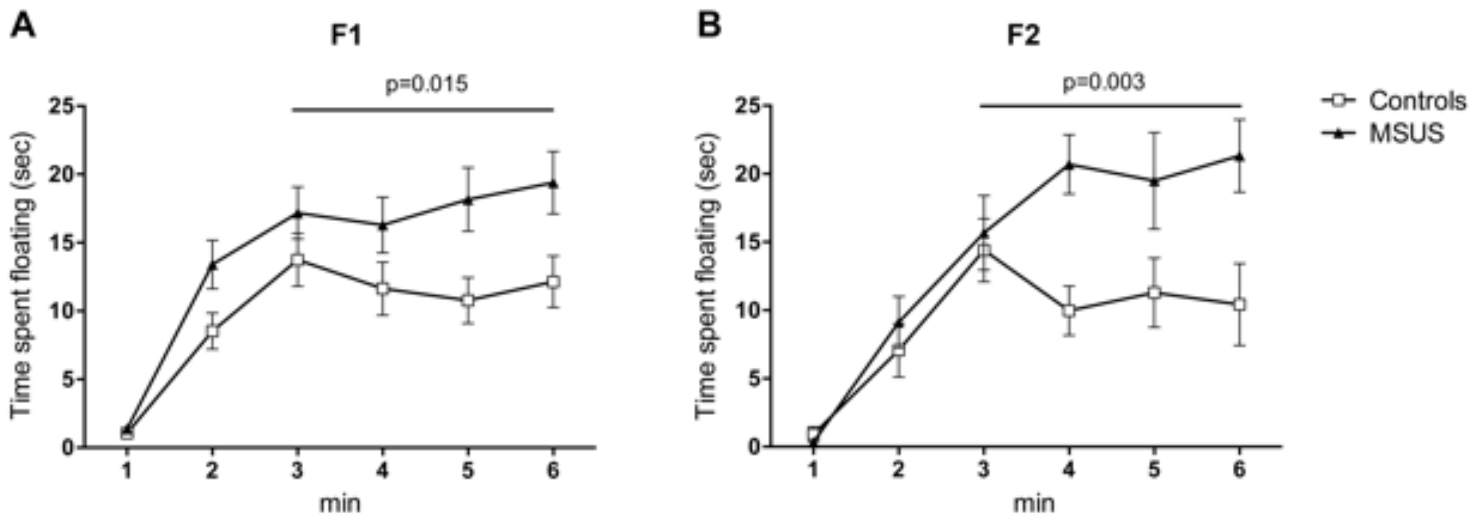 A
F1
p=0.015
Time spent floating (sec)
25
20
15
10
5
0
1 2 3 4 5 6
min
B
F2
p=0.003
Time spent floating (sec)
25
20
15
10
5
0
1 2 3 4 5 6
min
Controls
MSUS